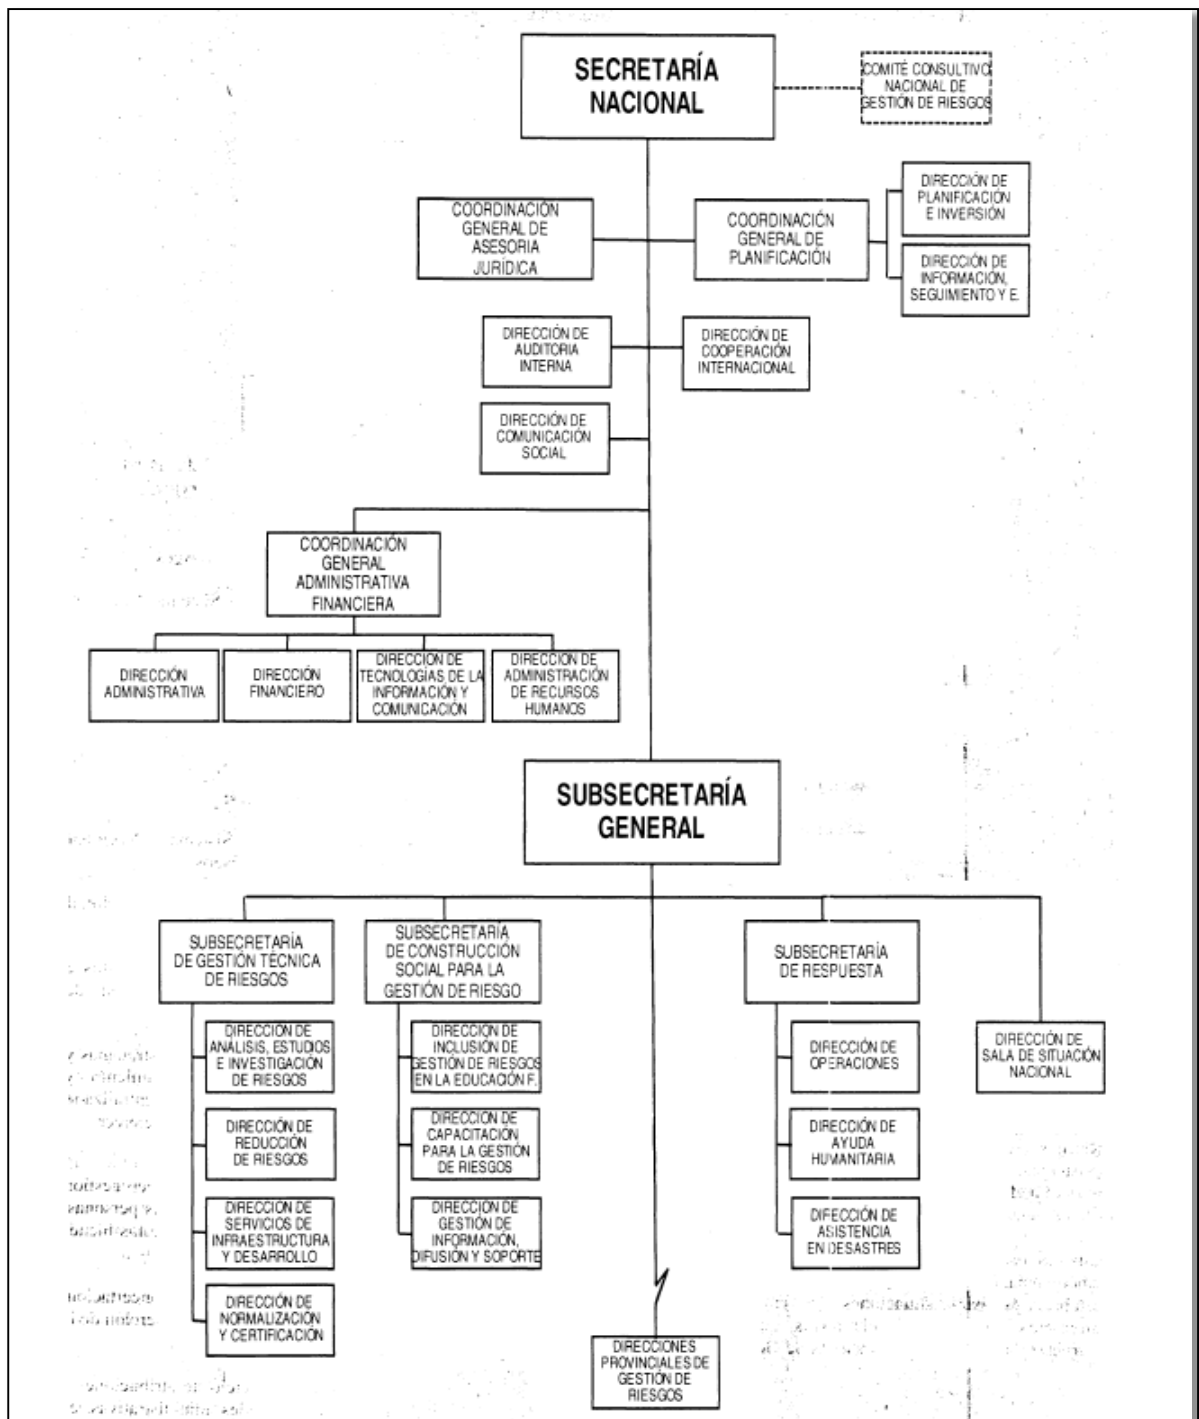 SECRETARÍA
NACIONAL
COMITÉ CONSULTIVO
NACIONAL DE
GESTIÓN DE RIESGOS
COORDINACIÓN
GENERAL DE
ASESORIA
JURÍDICA
COORDINACIÓN
GENERAL DE
PLANIFICACIÓN
DIRECCIÓN DE
PLANIFICACIÓN
E INVERSIÓN
DIRECCIÓN DE
INFORMACIÓN,
SEGUIMIENTO Y E.
DIRECCIÓN DE
AUDITORIA
INTERNA
DIRECCIÓN DE
COOPERACIÓN
INTERNACIONAL
DIRECCIÓN DE
COMUNICACIÓN
SOCIAL
COORDINACIÓN
GENERAL
ADMINISTRATIVA
FINANCIERA
DIRECCIÓN
ADMINISTRATIVA
DIRECCIÓN
FINANCIERO
DIRECCION DE
TECNOLOGÍAS DE LA
INFORMACIÓN Y
COMUNICACIÓN
DIRECCION DE
ADMINISTRACIÓN
DE RECURSOS
HUMANOS
SUBSECRETARÍA
GENERAL
SUBSECRETARÍA
DE GESTIÓN TÉCNICA
DE RIESGOS
DIRECCIÓN DE
ANÁLISIS, ESTUDIOS
E INVESTIGACIÓN
DE RIESGOS
DIRECCIÓN DE
REDUCCIÓN
DE RIESGOS
DIRECCIÓN DE
SERVICIOS DE
INFRAESTRUCTURA
Y DESARROLLO
DIRECCIÓN DE
NORMALIZACIÓN
Y CERTIFICACIÓN
SUBSECRETARÍA
DE CONSTRUCCIÓN
SOCIAL PARA LA
GESTIÓN DE RIESGO
DIRECCIÓN DE
INCLUSIÓN DE
GESTIÓN DE RIESGOS
EN LA EDUCACIÓN F.
DIRECCION DE
CAPACITACIÓN
PARA LA GESTIÓN
DE RIESGOS
DIRECCIÓN DE
GESTIÓN DE
INFORMACIÓN,
DIFUSIÓN Y SOPORTE
SUBSECRETARÍA
DE RESPUESTA
DIRECCIÓN DE
OPERACIONES
DIRECCIÓN DE
AYUDA
HUMANITARIA
DIRECCIÓN DE
ASISTENCIA
EN DESASTRES
DIRECCIÓN DE
SALA DE SITUACIÓN
NACIONAL
DIRECCIONES
PROVINCIALES DE
GESTIÓN DE
RIESGOS